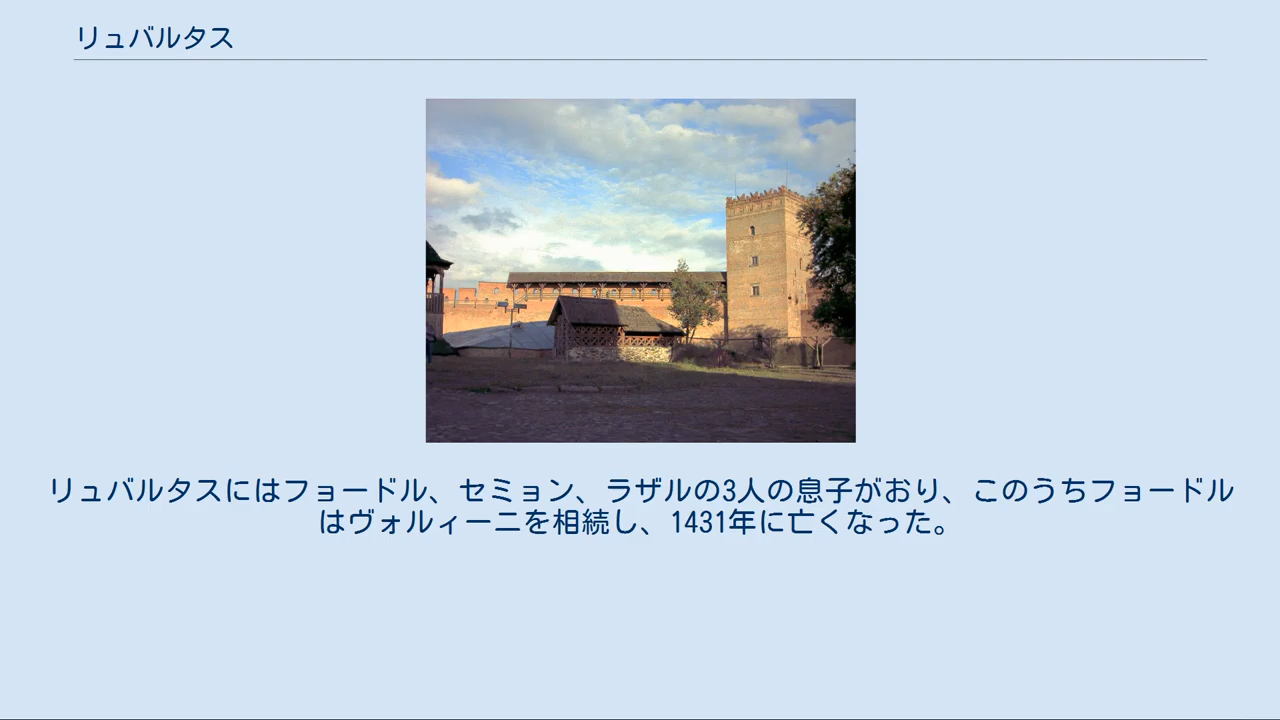 リュバルタス
リュバルタスにはフョードル、セミョン、ラザルの3人の息子がおり、このうちフョードル
はヴォルィーニを相続し、1431年に亡くなった。